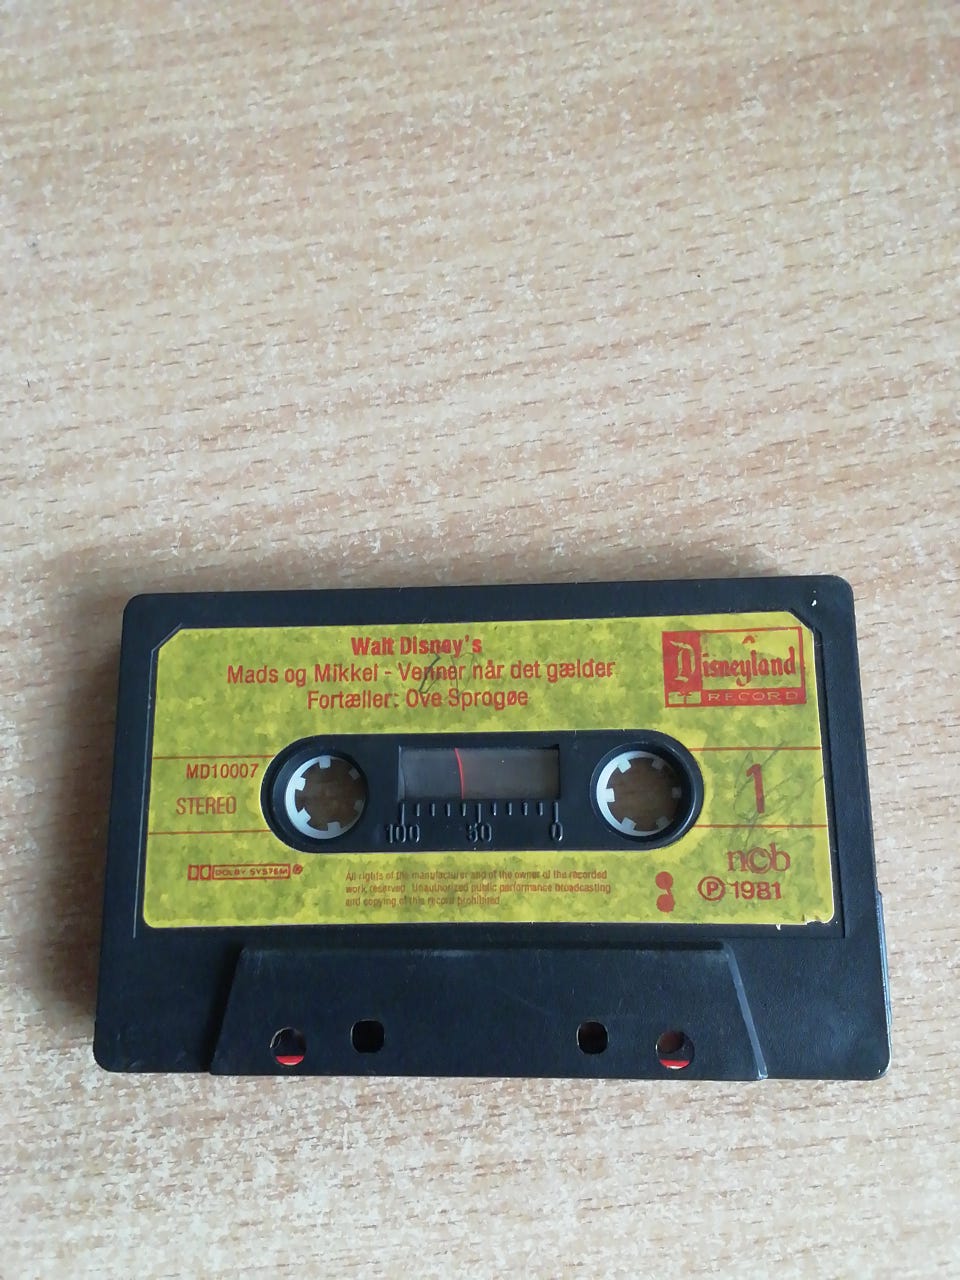 Walt Disney's
Mads og Mikkel - Venner når det gælder
Fortæller: Ove Sprogøe
Disneyland
RECORD
MD10007
STEREO
1
100 50 0
DOLBY SYSTEM
All rights of the manufacturer and of the owner of the recorded
work reserved. Unauthorized public performance broadcasting
and copying of this record prohibited
ncb
Ⓟ 1981